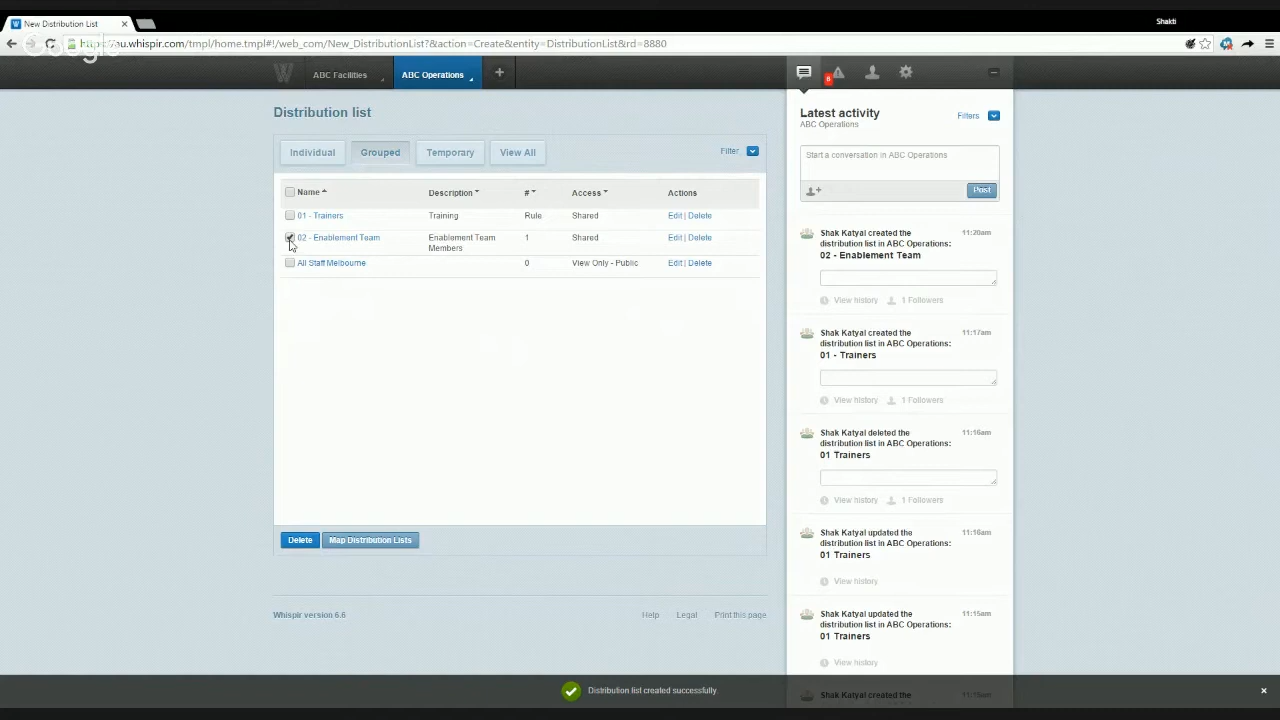 New Distribution List
Shakti
https://au.whispir.com/tmpl/home.tmpl#!/web_com/New_DistributionList?&action=Create&entity=DistributionList&rd=8880
Google
W
ABC Facilities
ABC Operations
+
6
Distribution list
Individual
Grouped
Temporary
View All
Filter
Name
Description
#
Access
Actions
01 - Trainers
Training
Rule
Shared
Edit | Delete
02 - Enablement Team
Enablement Team
Members
1
Shared
Edit | Delete
All Staff Melbourne
0
View Only - Public
Edit | Delete
Delete
Map Distribution Lists
Whispir version 6.6
Help
Legal
Print this page
Latest activity
ABC Operations
Filters
Start a conversation in ABC Operations
Post
Shak Katyal created the
distribution list in ABC Operations:
02 - Enablement Team
11:20am
View history
1 Followers
Shak Katyal created the
distribution list in ABC Operations:
01 - Trainers
11:17am
View history
1 Followers
Shak Katyal deleted the
distribution list in ABC Operations:
01 Trainers
11:16am
View history
1 Followers
Shak Katyal updated the
distribution list in ABC Operations:
01 Trainers
11:16am
View history
Shak Katyal updated the
distribution list in ABC Operations:
01 Trainers
11:15am
View history
Shak Katyal created the
Distribution list created successfully.